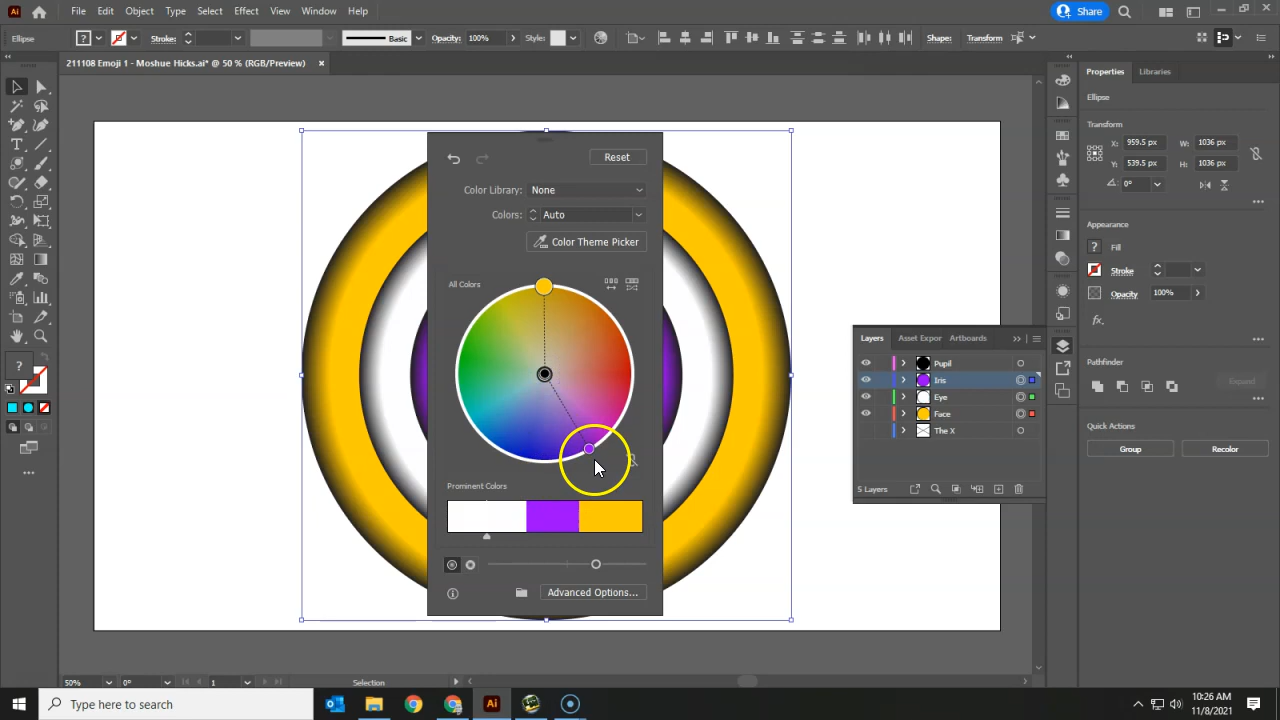 Ai File Edit Object Type Select Effect View Window Help Share
Ellipse ? Stroke: Basic Opacity: 100% Style: Shape: Transform
211108 Emoji 1 - Moshue Hicks.ai* @ 50 % (RGB/Preview) ×
Properties Libraries
Ellipse
Transform
X: 959.5 px W: 1036 px
Y: 539.5 px H: 1036 px
0°
Appearance
? Fill
Stroke
Opacity 100%
fx.
Pathfinder
Expand
Quick Actions
Group Recolor
Reset
Color Library: None
Colors: Auto
Color Theme Picker
All Colors
Prominent Colors
Advanced Options...
Layers Asset Expor Artboards
Pupil
Iris
Eye
Face
The X
5 Layers
?
50% 0° 1 Selection
Type here to search
Ai
10:26 AM
11/8/2021